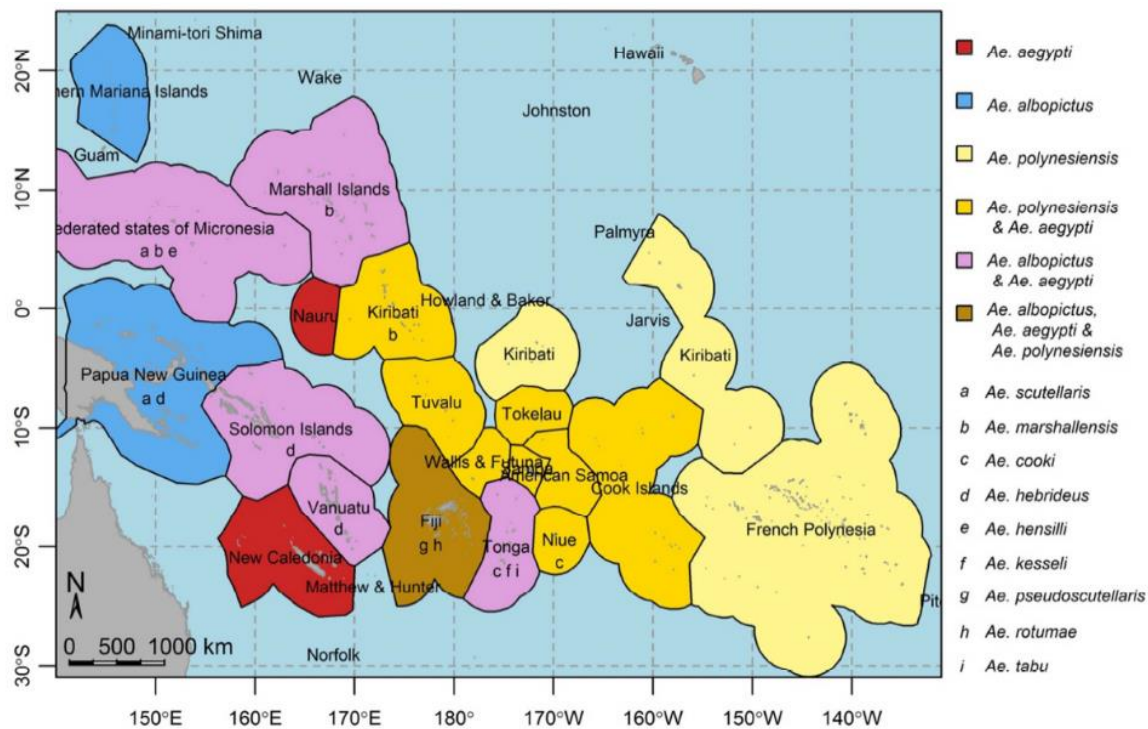 Minami-tori Shima
Hawaii
20°N
Wake
ern Mariana Islands
Johnston
Guam
10°N
Marshall Islands
b
ederated states of Micronesia
a b e
Palmyra
0°
Nauru
Kiribati
b
Howland & Baker
Jarvis
Kiribati
Kiribati
Papua New Guinea
a d
Tuvalu
Tokelau
10°S
Solomon Islands
d
Wallis & Futuna
Samoa
American Samoa
Cook Islands
Vanuatu
d
Fiji
g h
French Polynesia
20°S
New Caledonia
Tonga
c f i
Niue
c
Matthew & Hunter
Pit
N
0 500 1000 km
Norfolk
30°S
150°E 160°E 170°E 180° 170°W 160°W 150°W 140°W
Ae. aegypti
Ae. albopictus
Ae. polynesiensis
Ae. polynesiensis
& Ae. aegypti
Ae. albopictus
& Ae. aegypti
Ae. albopictus,
Ae. aegypti &
Ae. polynesiensis
a Ae. scutellaris
b Ae. marshallensis
c Ae. cooki
d Ae. hebrideus
e Ae. hensilli
f Ae. kesseli
g Ae. pseudoscutellaris
h Ae. rotumae
i Ae. tabu